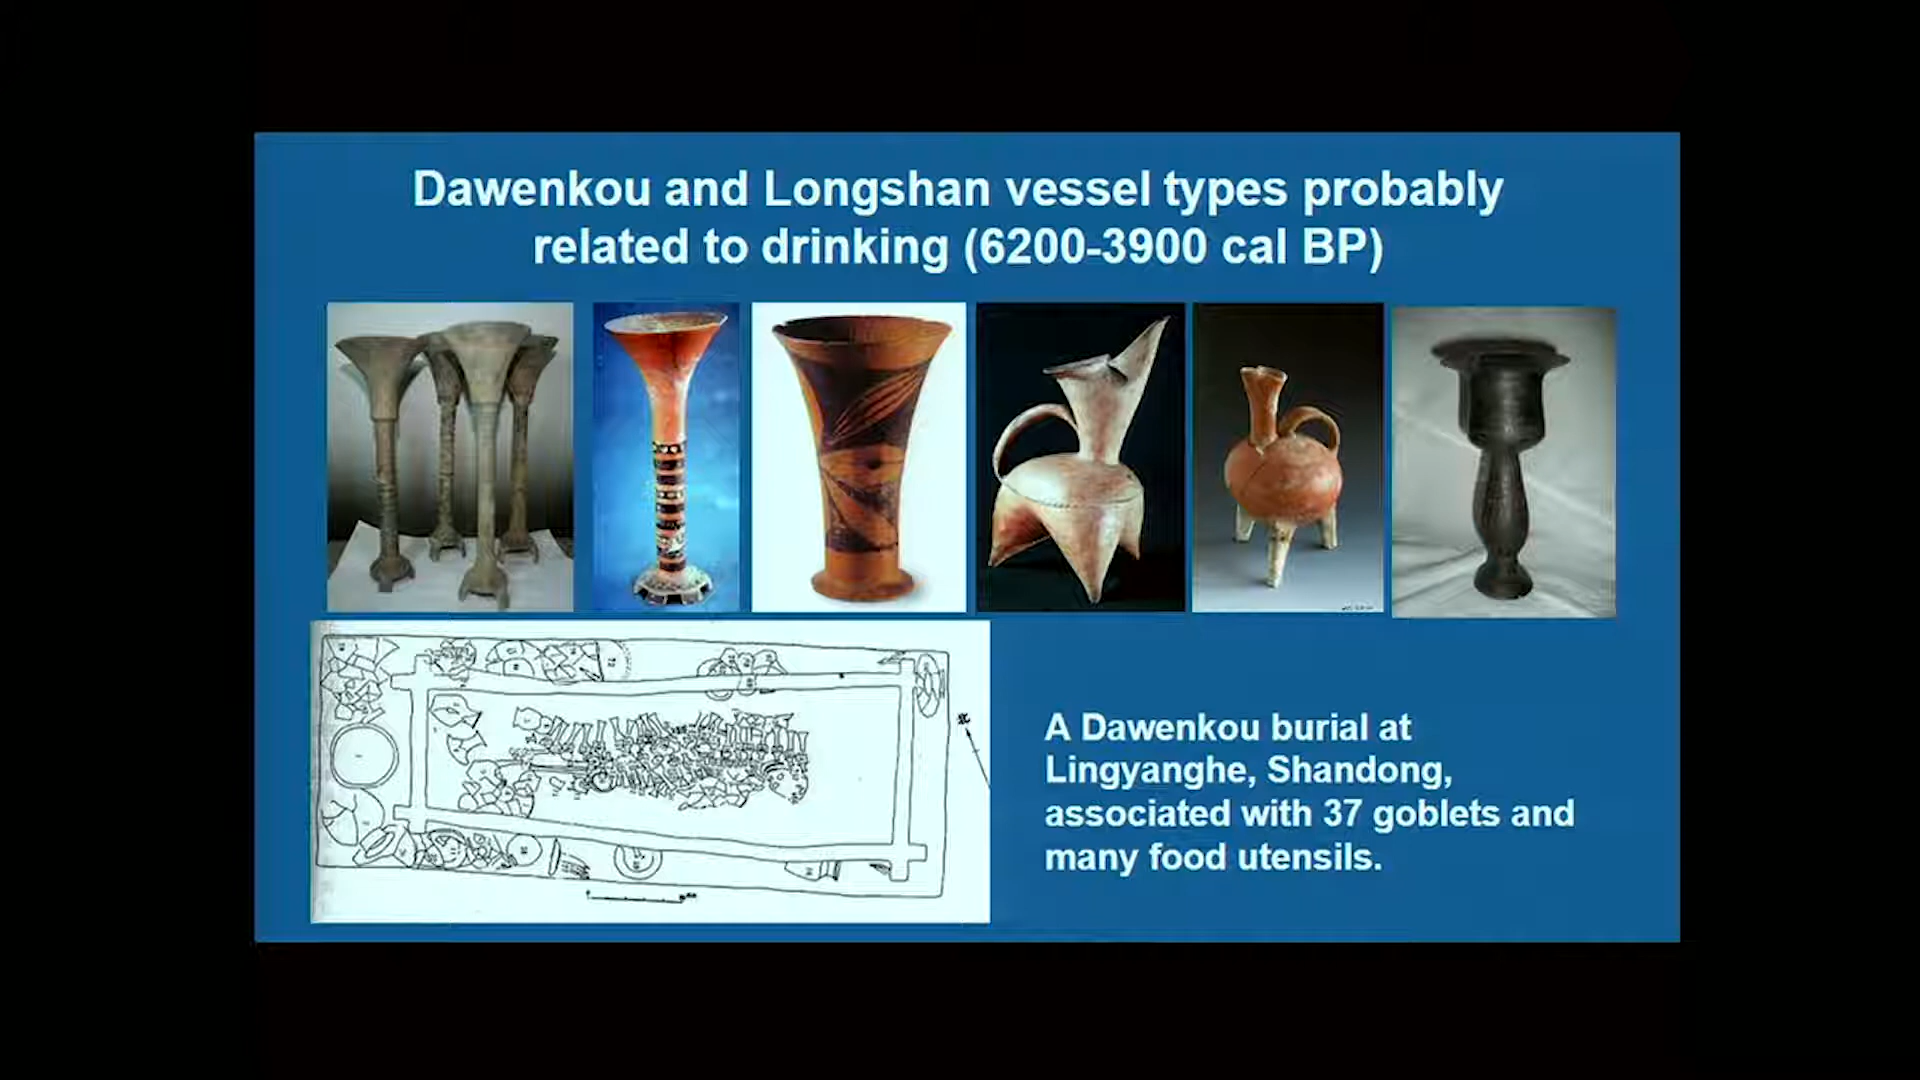 Dawenkou and Longshan vessel types probably
related to drinking (6200-3900 cal BP)
A Dawenkou burial at
Lingyanghe, Shandong,
associated with 37 goblets and
many food utensils.